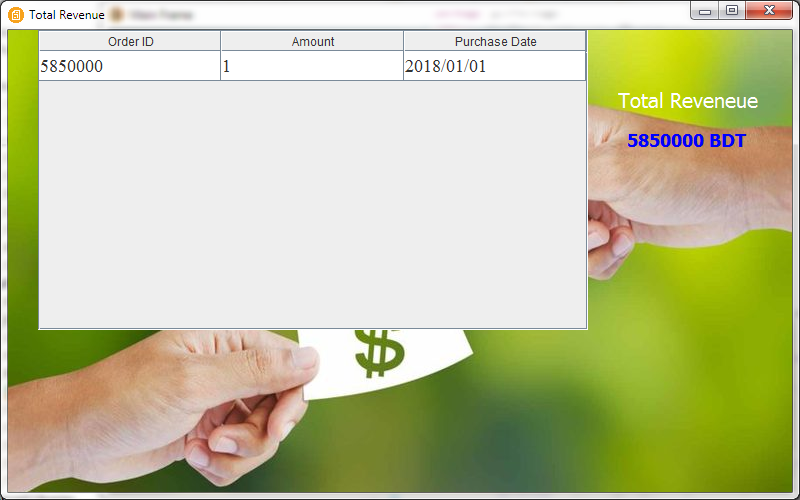 Total Revenue
Order ID Amount Purchase Date
5850000 1 2018/01/01
Total Reveneue
5850000 BDT
$